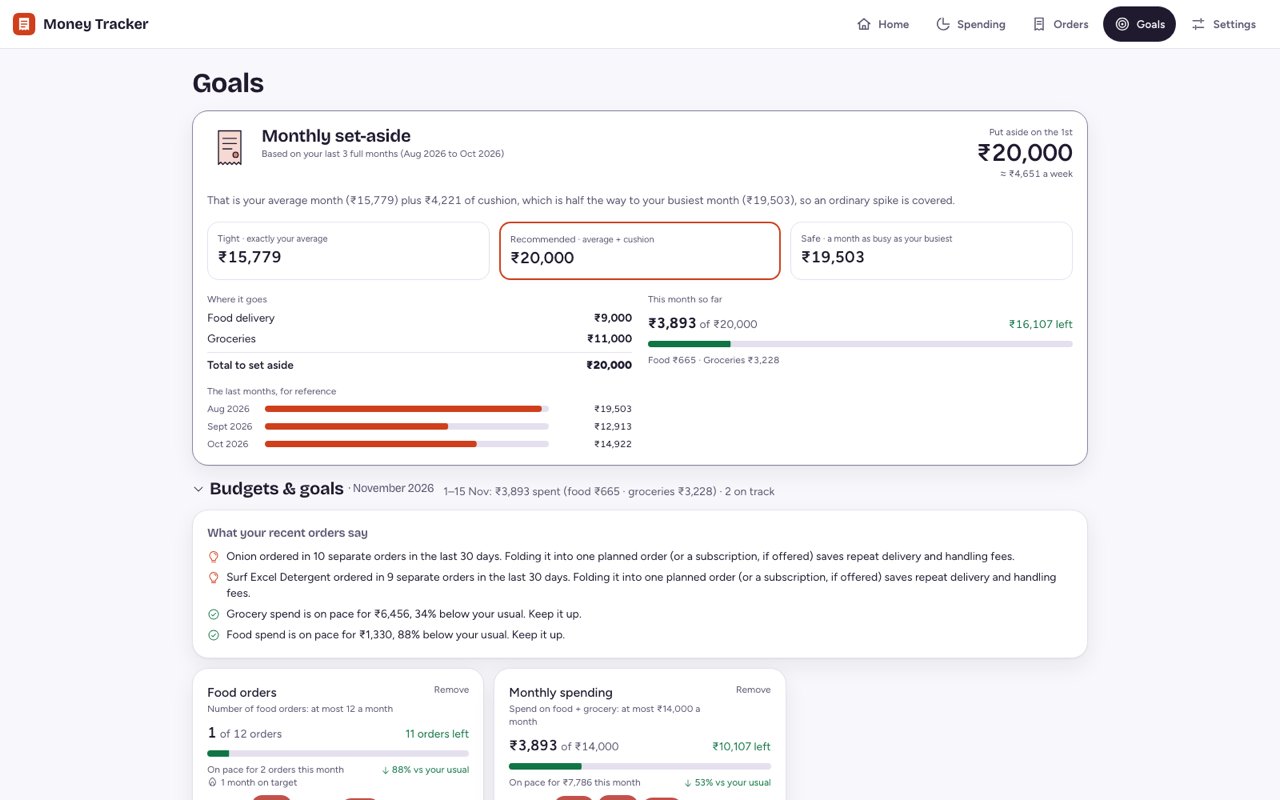 Money Tracker
Home
Spending
Orders
Goals
Settings
Goals
Monthly set-aside
Based on your last 3 full months (Aug 2026 to Oct 2026)
Put aside on the 1st
₹20,000
≈ ₹4,651 a week
That is your average month (₹15,779) plus ₹4,221 of cushion, which is half the way to your busiest month (₹19,503), so an ordinary spike is covered.
Tight · exactly your average
₹15,779
Recommended · average + cushion
₹20,000
Safe · a month as busy as your busiest
₹19,503
Where it goes
Food delivery ₹9,000
Groceries ₹11,000
Total to set aside ₹20,000
This month so far
₹3,893 of ₹20,000 ₹16,107 left
Food ₹665 · Groceries ₹3,228
The last months, for reference
Aug 2026 ₹19,503
Sept 2026 ₹12,913
Oct 2026 ₹14,922
Budgets & goals · November 2026 1–15 Nov: ₹3,893 spent (food ₹665 · groceries ₹3,228) · 2 on track
What your recent orders say
Onion ordered in 10 separate orders in the last 30 days. Folding it into one planned order (or a subscription, if offered) saves repeat delivery and handling fees.
Surf Excel Detergent ordered in 9 separate orders in the last 30 days. Folding it into one planned order (or a subscription, if offered) saves repeat delivery and handling
fees.
Grocery spend is on pace for ₹6,456, 34% below your usual. Keep it up.
Food spend is on pace for ₹1,330, 88% below your usual. Keep it up.
Food orders Remove
Number of food orders: at most 12 a month
1 of 12 orders 11 orders left
On pace for 2 orders this month ↓ 88% vs your usual
1 month on target
Monthly spending Remove
Spend on food + grocery: at most ₹14,000 a
month
₹3,893 of ₹14,000 ₹10,107 left
On pace for ₹7,786 this month ↓ 53% vs your usual